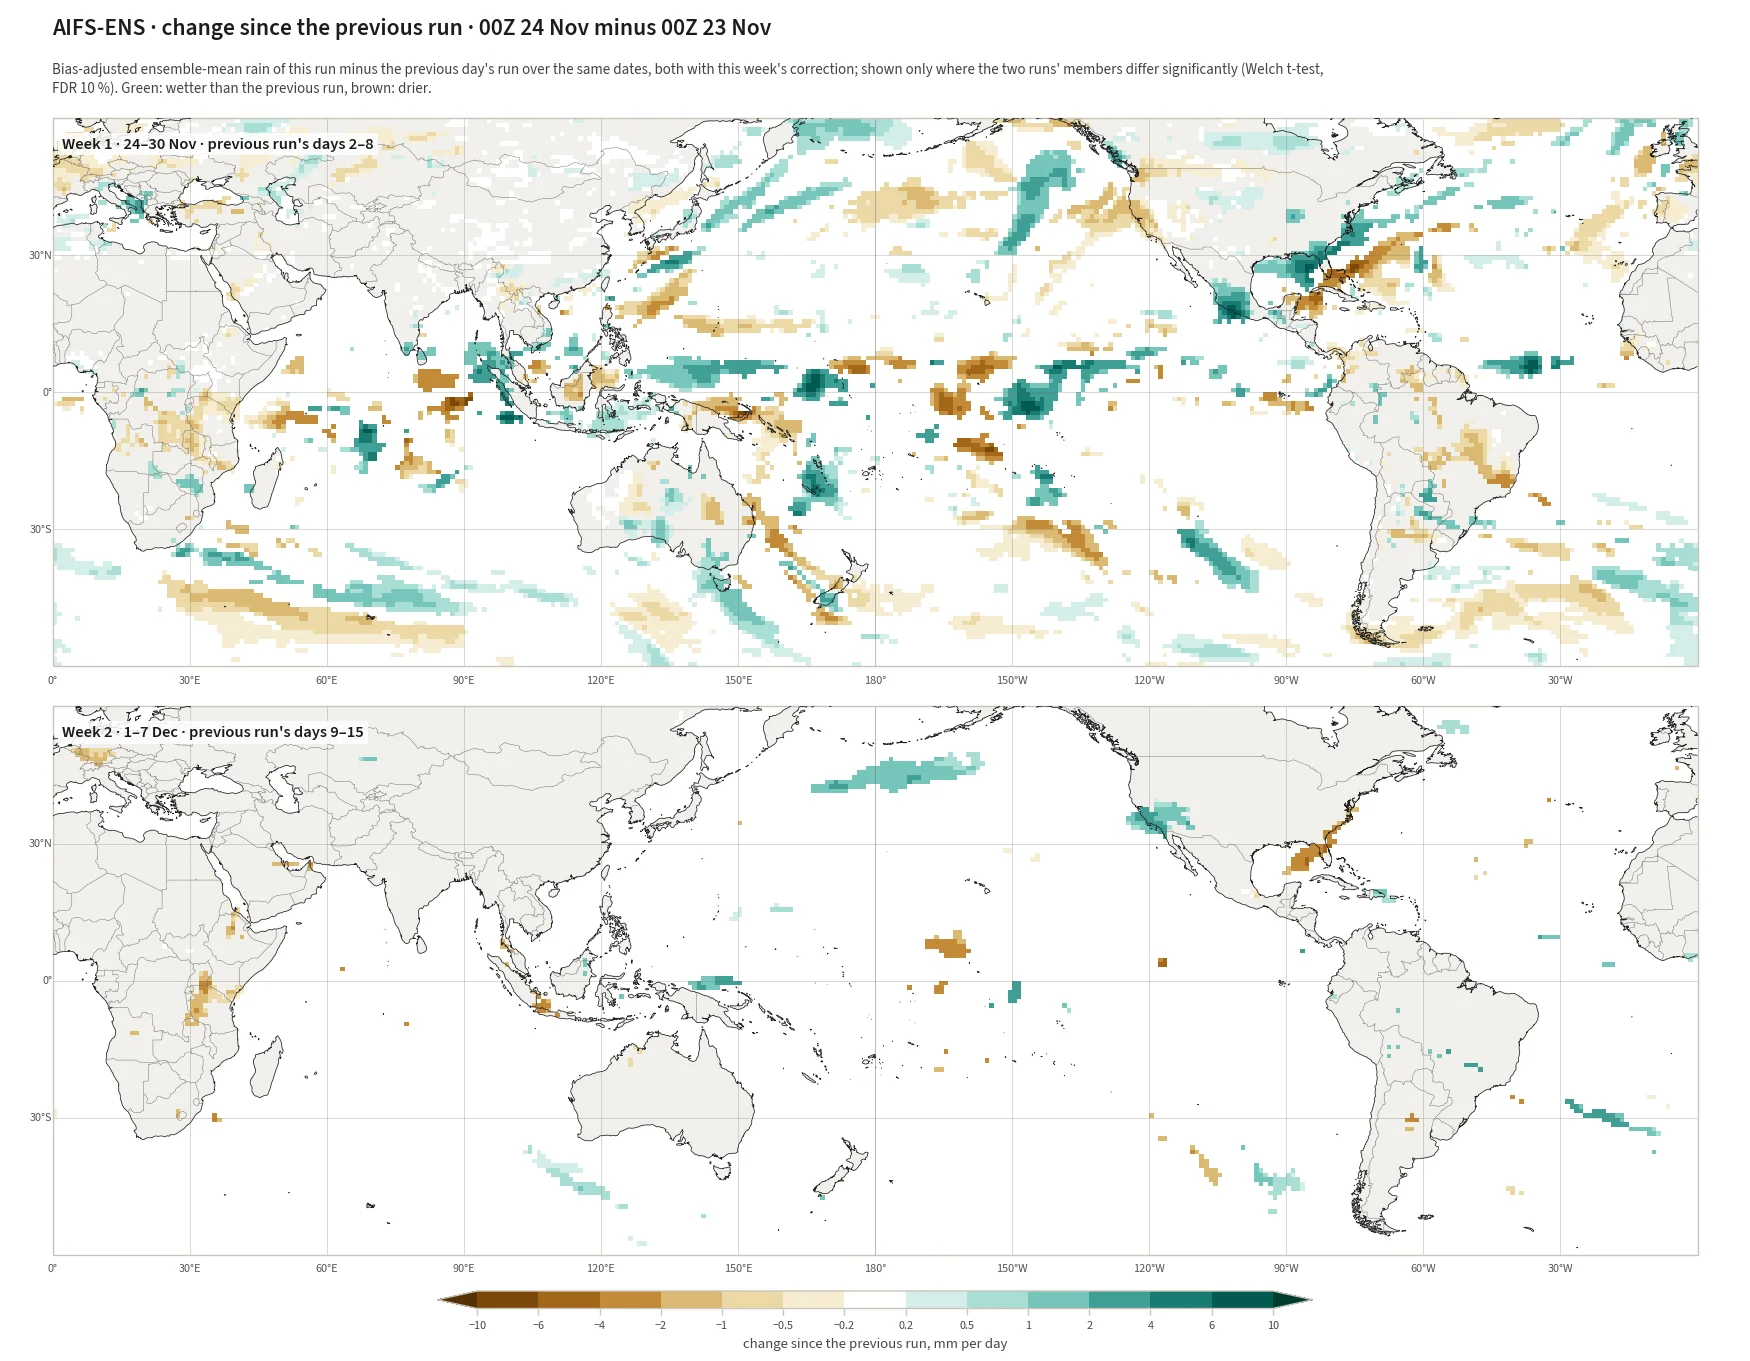 AIFS-ENS · change since the previous run · 00Z 24 Nov minus 00Z 23 Nov
Bias-adjusted ensemble-mean rain of this run minus the previous day's run over the same dates, both with this week's correction; shown only where the two runs' members differ significantly (Welch t-test,
FDR 10 %). Green: wetter than the previous run, brown: drier.
Week 1 · 24–30 Nov · previous run's days 2–8
30°N
0°
30°S
0° 30°E 60°E 90°E 120°E 150°E 180° 150°W 120°W 90°W 60°W 30°W
Week 2 · 1–7 Dec · previous run's days 9–15
30°N
0°
30°S
0° 30°E 60°E 90°E 120°E 150°E 180° 150°W 120°W 90°W 60°W 30°W
−10 −6 −4 −2 −1 −0.5 −0.2 0.2 0.5 1 2 4 6 10
change since the previous run, mm per day